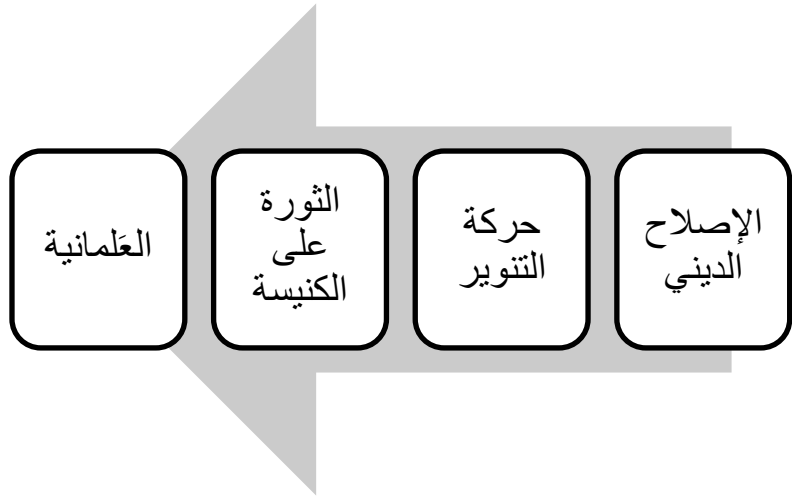 الإصلاح
الديني
حركة
التنوير
الثورة
على
الكنيسة
العَلمانية